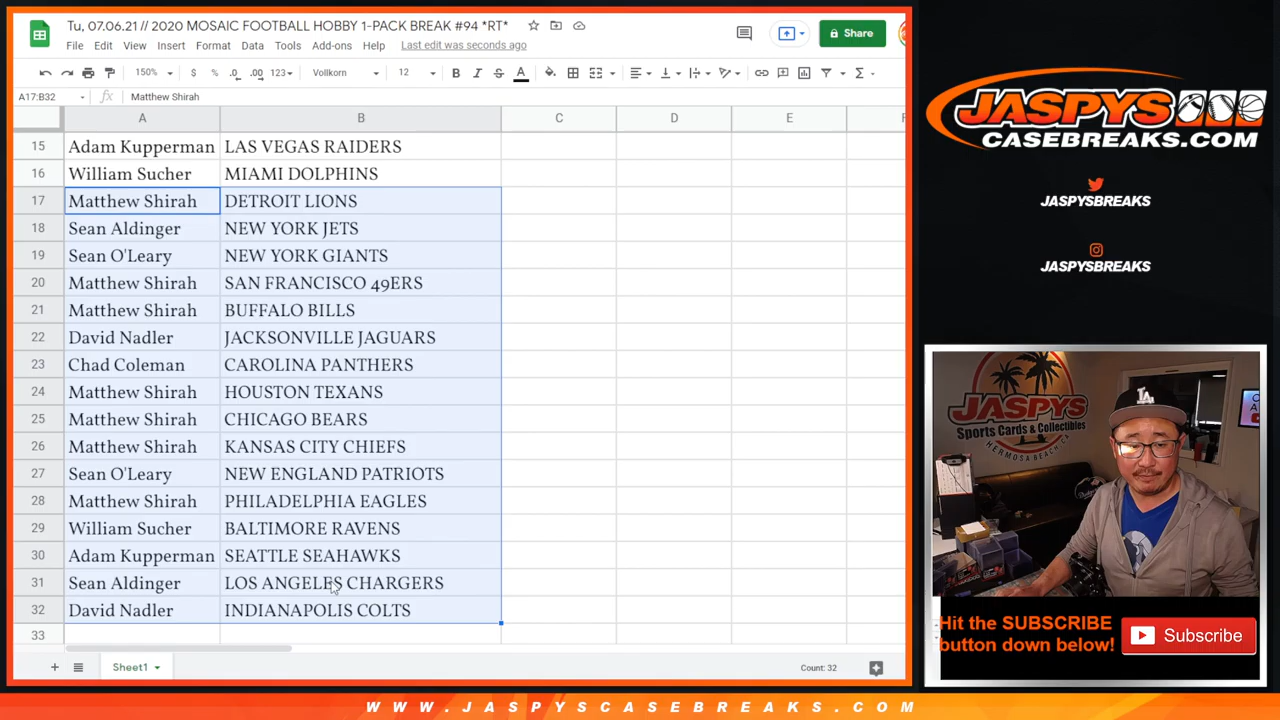 Tu, 07.06.21 // 2020 MOSAIC FOOTBALL HOBBY 1-PACK BREAK #94 *RT*
File Edit View Insert Format Data Tools Add-ons Help Last edit was seconds ago
Share
150% $ % .0 .00 123 Vollkorn 12 B I S A
A17:B32 fx Matthew Shirah
A B C D E F
15 Adam Kupperman LAS VEGAS RAIDERS
16 William Sucher MIAMI DOLPHINS
17 Matthew Shirah DETROIT LIONS
18 Sean Aldinger NEW YORK JETS
19 Sean O'Leary NEW YORK GIANTS
20 Matthew Shirah SAN FRANCISCO 49ERS
21 Matthew Shirah BUFFALO BILLS
22 David Nadler JACKSONVILLE JAGUARS
23 Chad Coleman CAROLINA PANTHERS
24 Matthew Shirah HOUSTON TEXANS
25 Matthew Shirah CHICAGO BEARS
26 Matthew Shirah KANSAS CITY CHIEFS
27 Sean O'Leary NEW ENGLAND PATRIOTS
28 Matthew Shirah PHILADELPHIA EAGLES
29 William Sucher BALTIMORE RAVENS
30 Adam Kupperman SEATTLE SEAHAWKS
31 Sean Aldinger LOS ANGELES CHARGERS
32 David Nadler INDIANAPOLIS COLTS
33
Sheet1
Count: 32
JASPYS
CASEBREAKS.COM
JASPYSBREAKS
JASPYSBREAKS
JASPYS
Sports Cards & Collectibles
HERMOSA BEACH, CA
LA
Hit the SUBSCRIBE
button down below!
Subscribe
WWW.JASPYSCASEBREAKS.COM